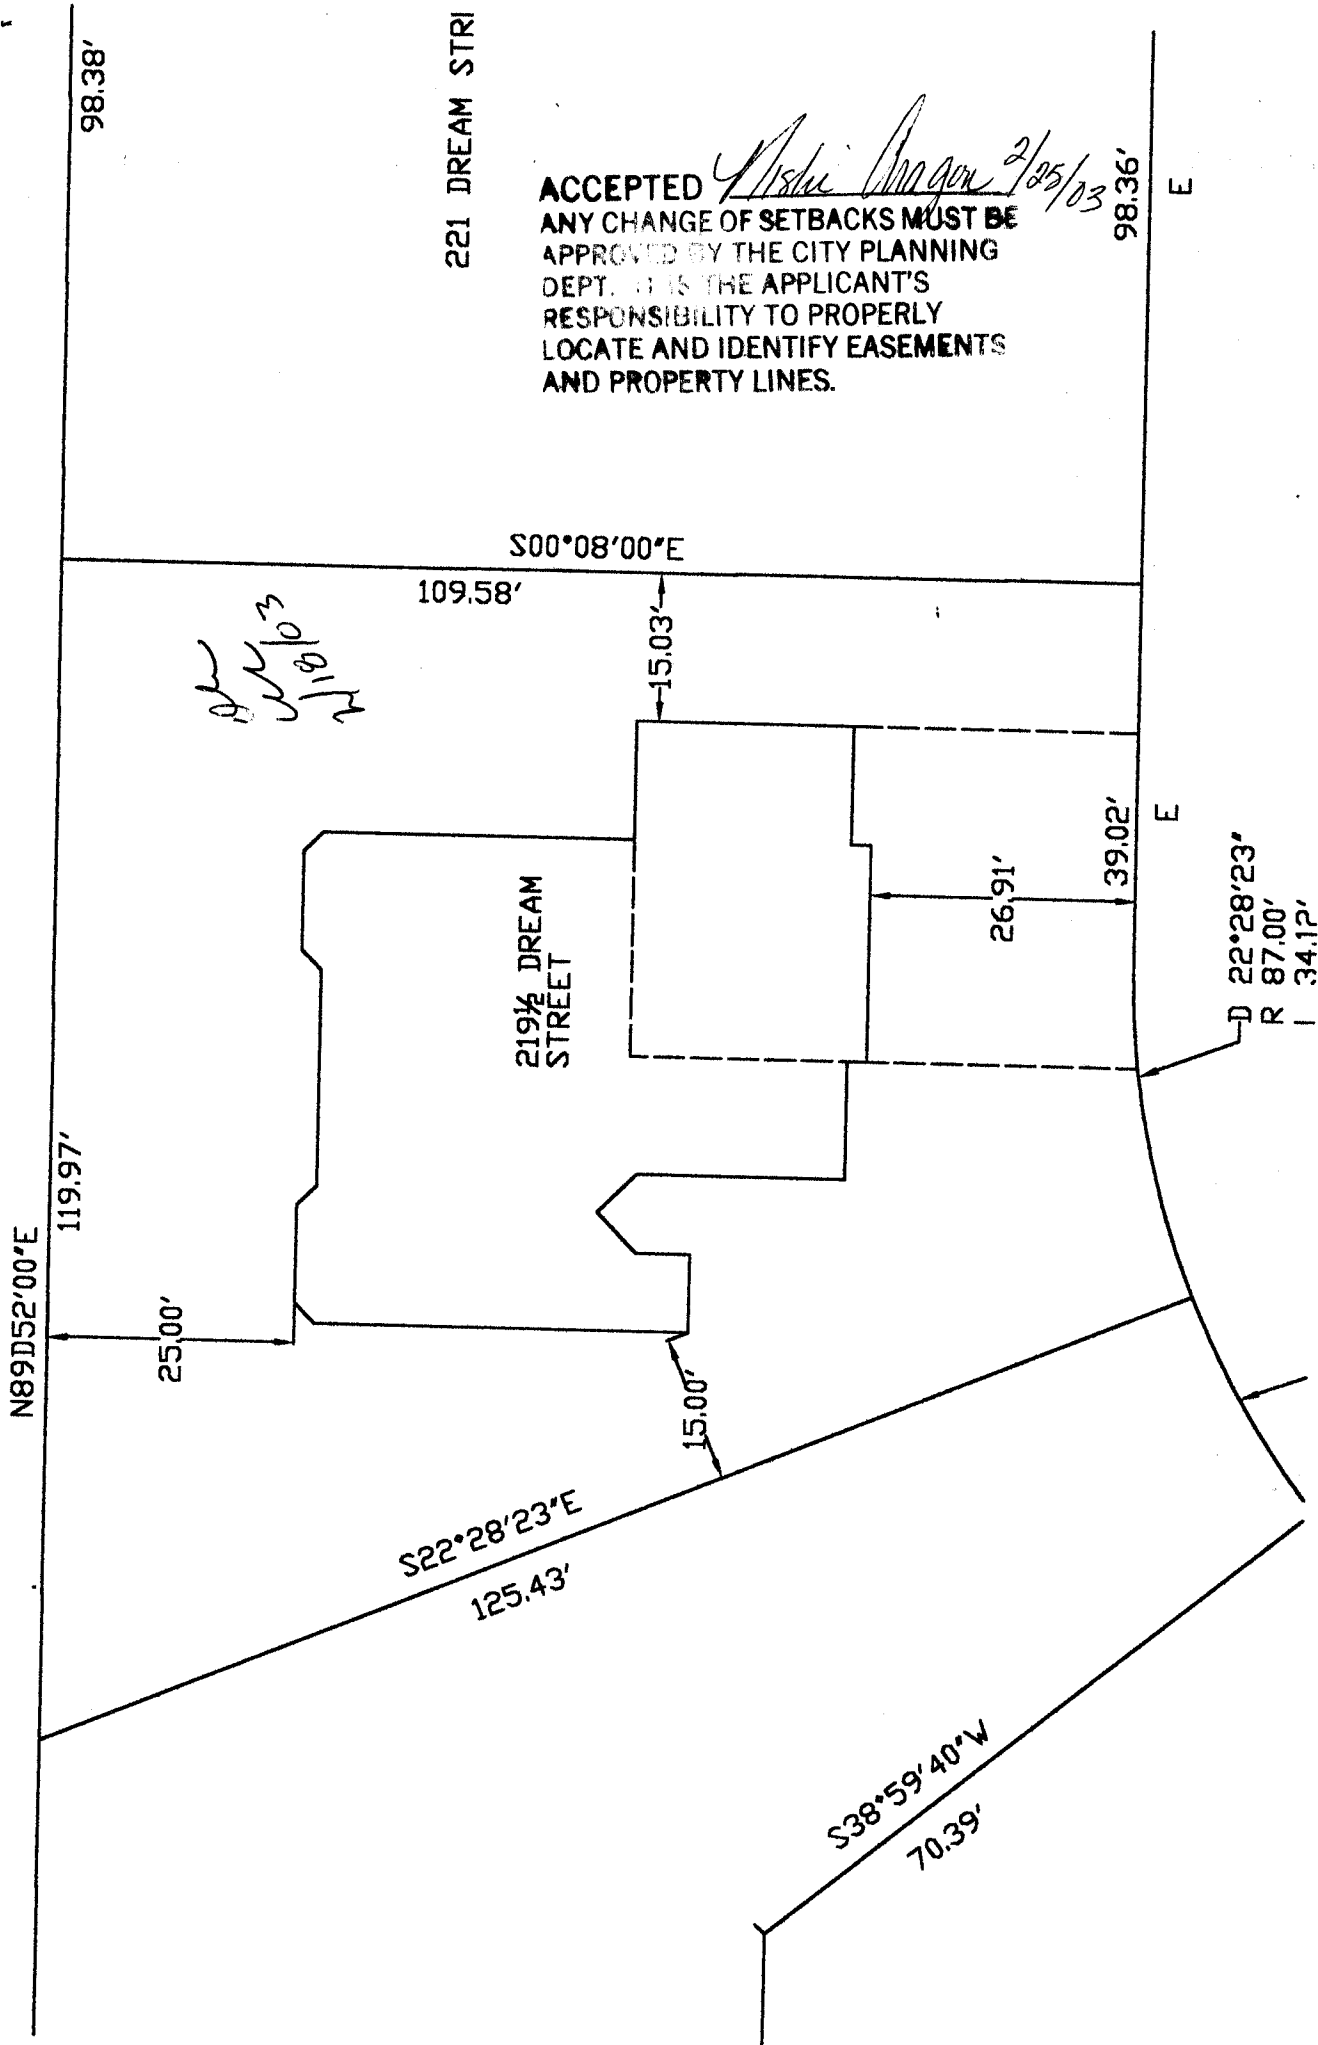 98.38'
221 DREAM STRI
ACCEPTED 2/25/03
ANY CHANGE OF SETBACKS MUST BE
APPROVED BY THE CITY PLANNING
DEPT. IT IS THE APPLICANT'S
RESPONSIBILITY TO PROPERLY
LOCATE AND IDENTIFY EASEMENTS
AND PROPERTY LINES.
98.36'
E
S00°08'00"E
109.58'
2/18/03
15.03'
219½ DREAM
STREET
26.91'
39.02'
E
D 22°28'23"
R 87.00'
34.12'
N89D52'00"E
119.97'
25.00'
15.00'
S22°28'23"E
125.43'
S38°59'40"W
70.39'